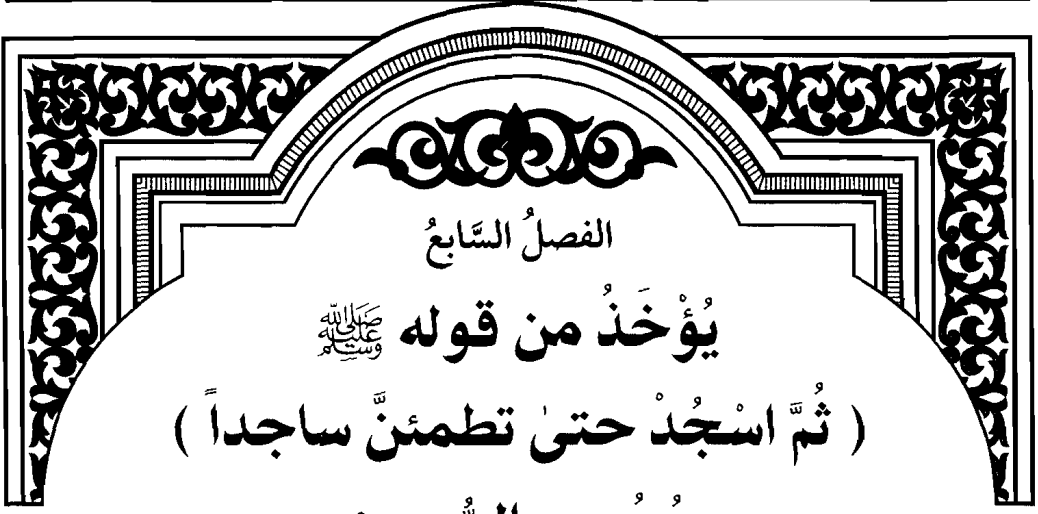 الفصلُ السَّابعُ
يُؤْخَذُ من قوله ﷺ
( ثُمَّ اسْجُدْ حتىٰ تطمئنَّ ساجداً )